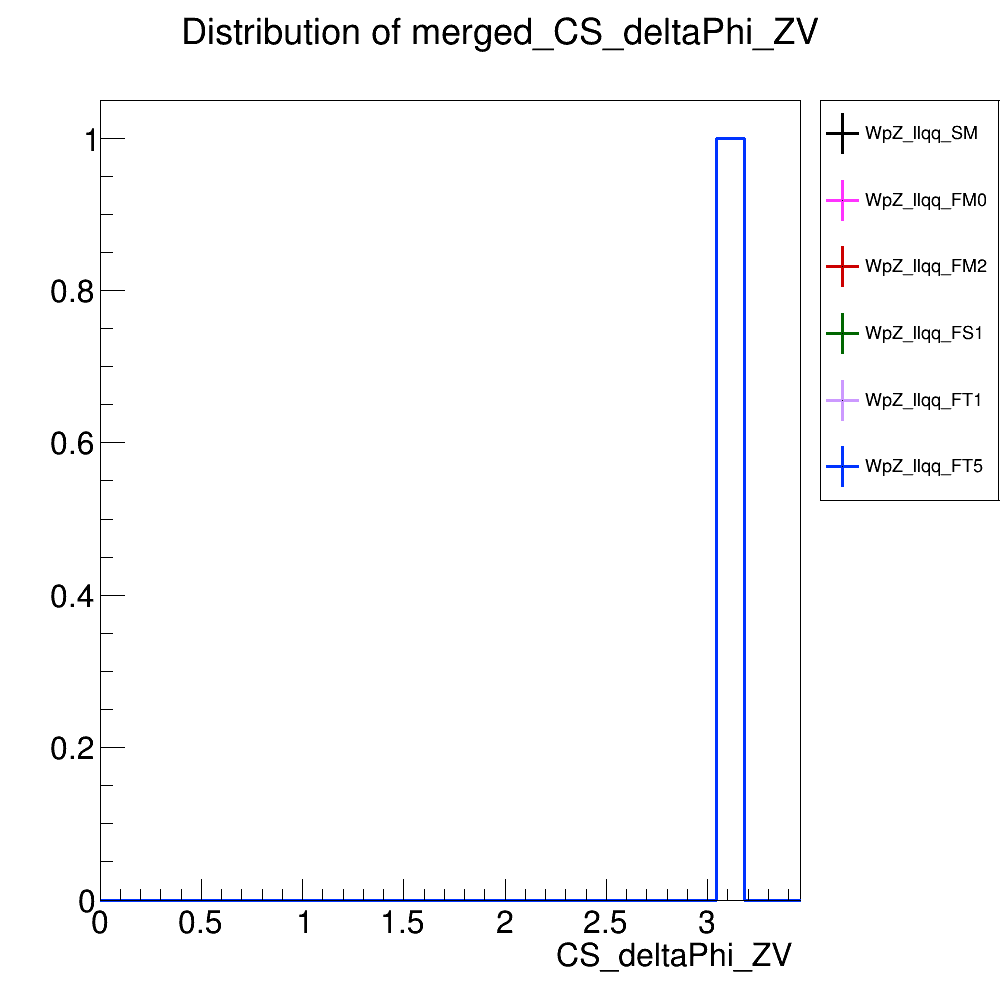 Distribution of merged_CS_deltaPhi_ZV
1
0.8
0.6
0.4
0.2
0
0 0.5 1 1.5 2 2.5 3
CS_deltaPhi_ZV
WpZ_llqq_SM
WpZ_llqq_FM0
WpZ_llqq_FM2
WpZ_llqq_FS1
WpZ_llqq_FT1
WpZ_llqq_FT5